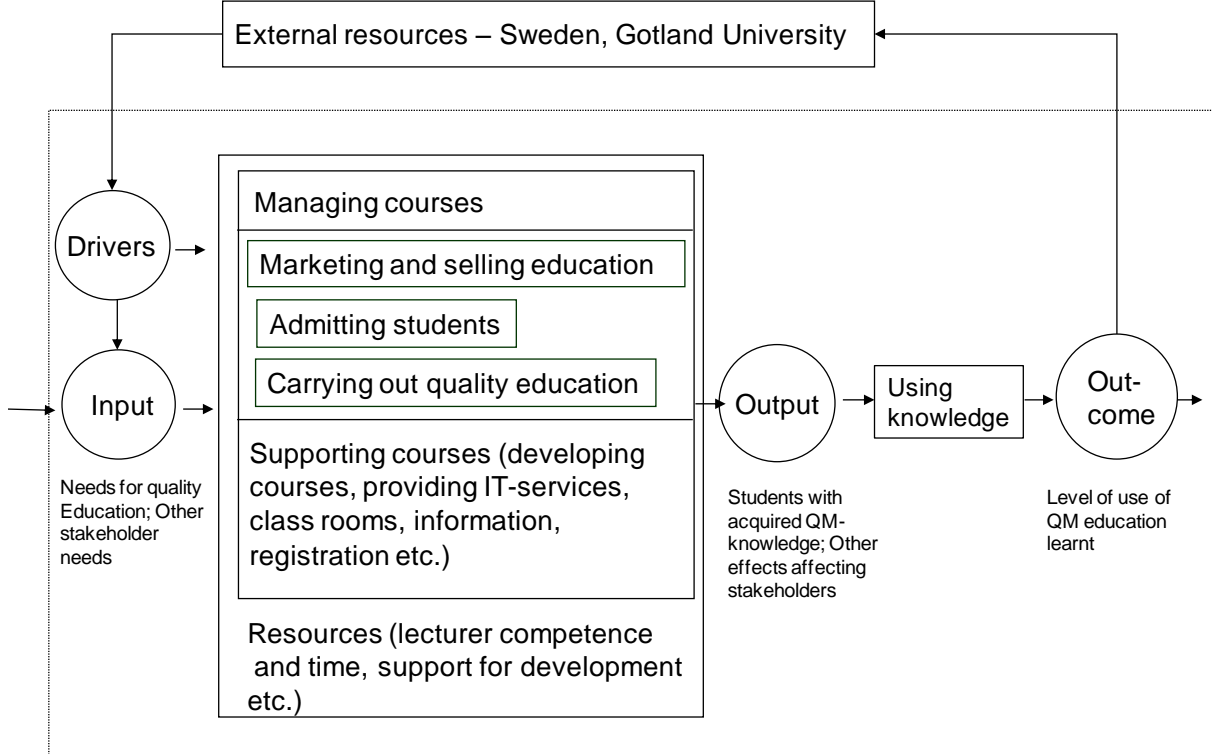 External resources – Sweden, Gotland University
Drivers
Managing courses
Marketing and selling education
Admitting students
Carrying out quality education
Input
Needs for quality
Education; Other
stakeholder
needs
Supporting courses (developing
courses, providing IT-services,
class rooms, information,
registration etc.)
Resources (lecturer competence
and time, support for development
etc.)
Output
Students with
acquired QM-
knowledge; Other
effects affecting
stakeholders
Using
knowledge
Out-
come
Level of use of
QM education
learnt